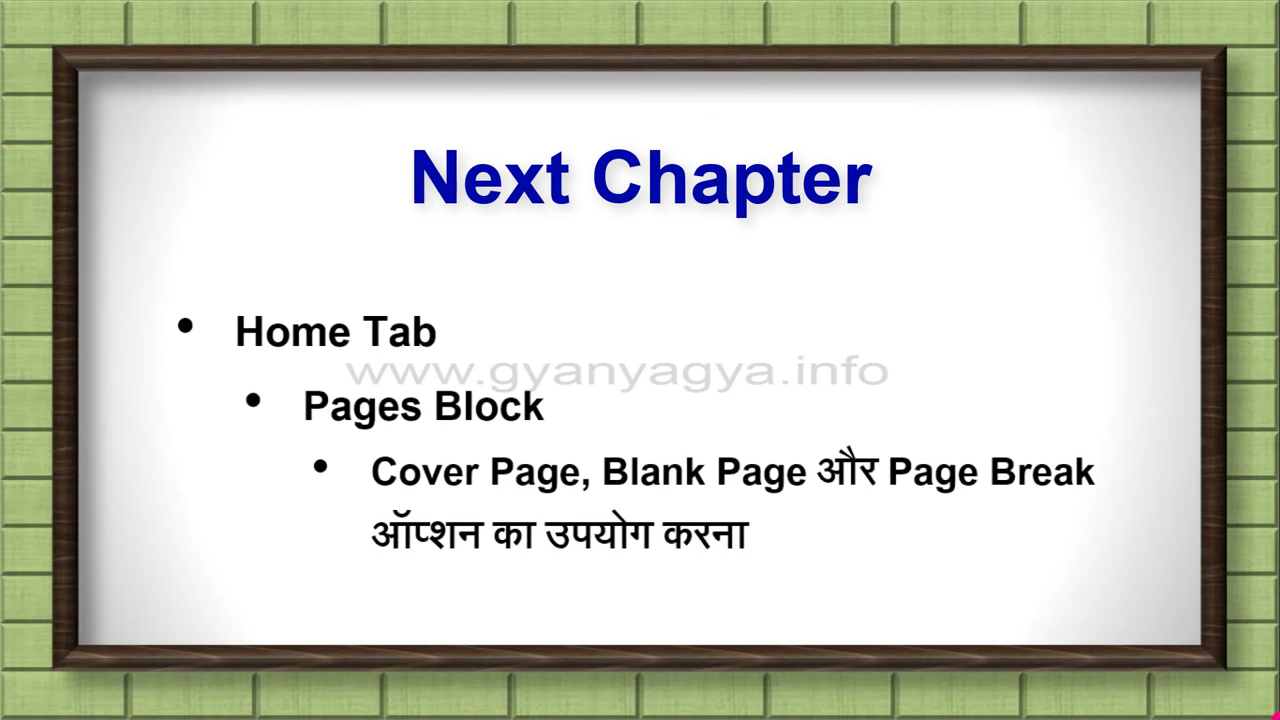 Next Chapter
• Home Tab
www.gyanyagya.info
• Pages Block
• Cover Page, Blank Page और Page Break
ऑप्शन का उपयोग करना